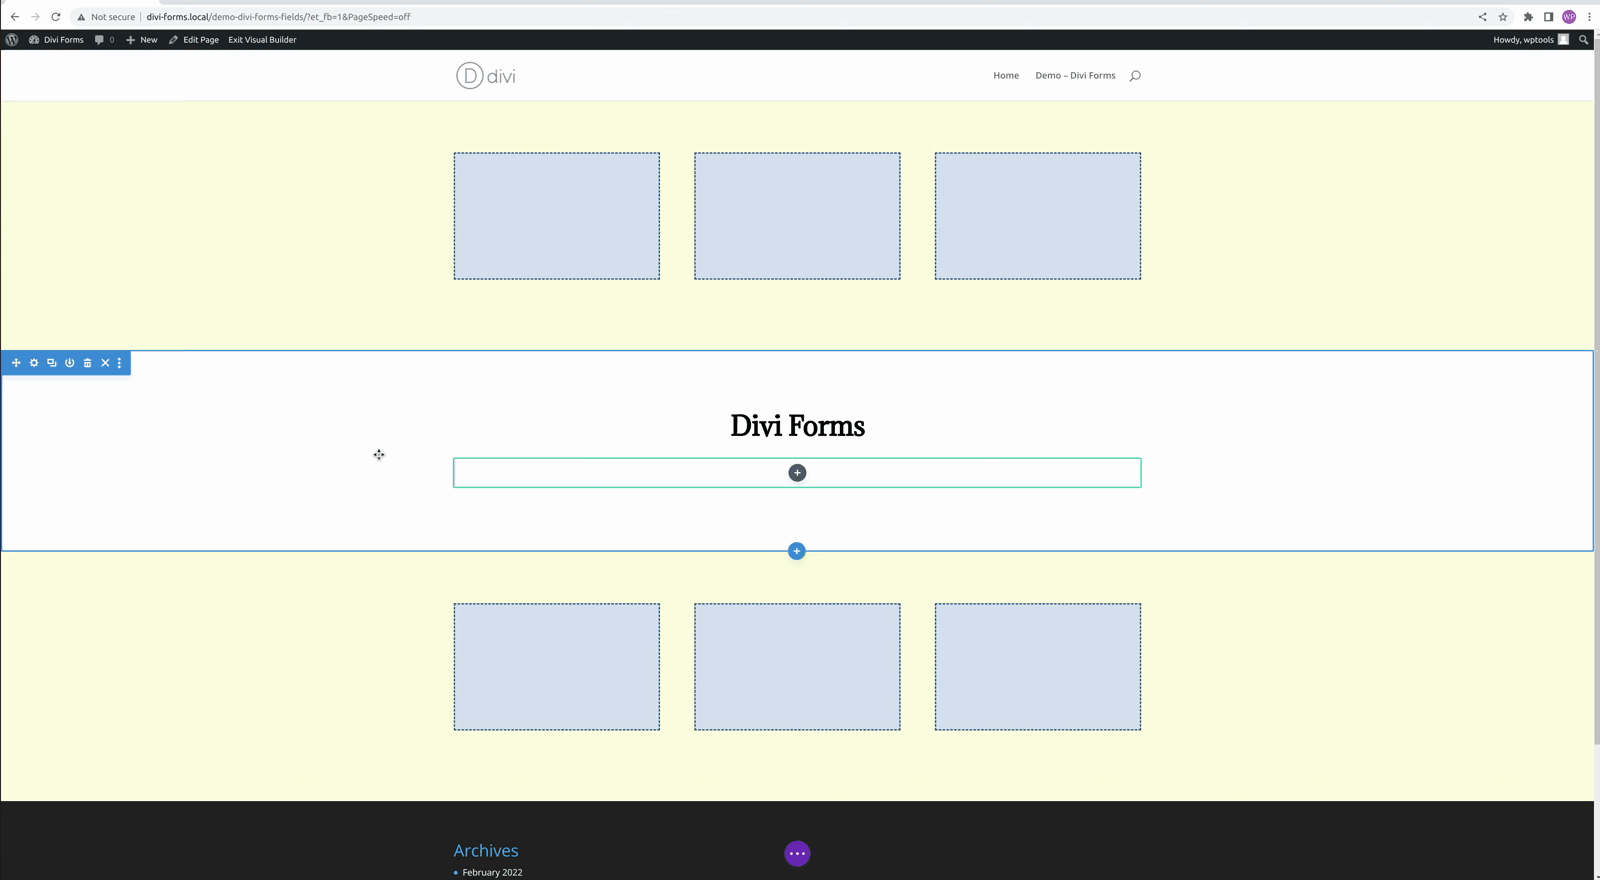 Not secure divi-forms.local/demo-divi-forms-fields/?et_fb=1&PageSpeed=off
WP
Divi Forms 0 New Edit Page Exit Visual Builder Howdy, wptools
D divi Home Demo – Divi Forms
Divi Forms
Archives
February 2022